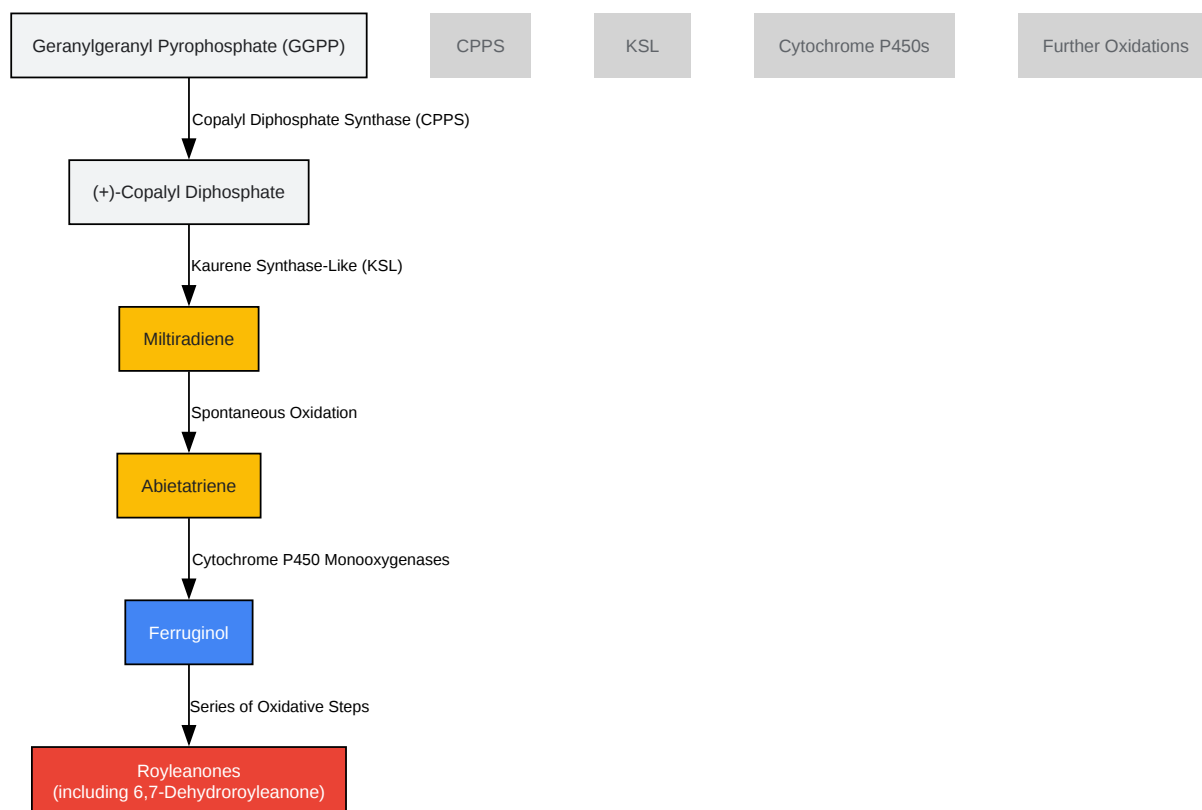 Geranylgeranyl Pyrophosphate (GGPP)
CPPS
KSL
Cytochrome P450s
Further Oxidations
Copalyl Diphosphate Synthase (CPPS)
(+)-Copalyl Diphosphate
Kaurene Synthase-Like (KSL)
Miltiradiene
Spontaneous Oxidation
Abietatriene
Cytochrome P450 Monooxygenases
Ferruginol
Series of Oxidative Steps
Royleanones
(including 6,7-Dehydroroyleanone)